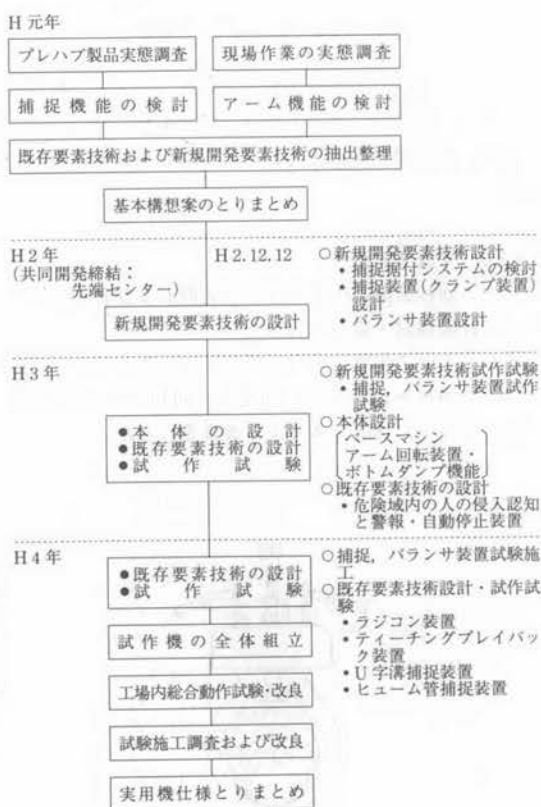 H元年
プレハブ製品実態調査
現場作業の実態調査
捕捉機能の検討
アーム機能の検討
既存要素技術および新規開発要素技術の抽出整理
基本構想案のとりまとめ
H2年
(共同開発締結:
先端センター)
H2.12.12
新規開発要素技術の設計
○新規開発要素技術設計
•捕捉据付システムの検討
•捕捉装置(クランプ装置)
設計
•バランサ装置設計
H3年
●本体の設計
●既存要素技術の設計
●試作試験
○新規開発要素技術試作試験
•捕捉,バランサ装置試作
試験
○本体設計
ベースマシン
アーム回転装置・
ボトムダンプ機能
○既存要素技術の設計
•危険域内の人の侵入認知
と警報・自動停止装置
H4年
●既存要素技術の設計
●試作試験
試作機の全体組立
工場内総合動作試験・改良
試験施工調査および改良
実用機仕様とりまとめ
○捕捉,バランサ装置試験施
工
○既存要素技術設計・試作試
験
•ラジコン装置
•ティーチングプレイバッ
ク装置
•U字溝捕捉装置
•ヒューム管捕捉装置